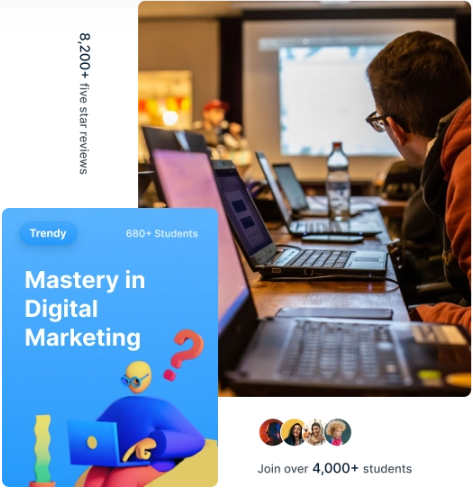 8,200+ five star reviews
Trendy
680+ Students
Mastery in
Digital
Marketing
Join over 4,000+ students